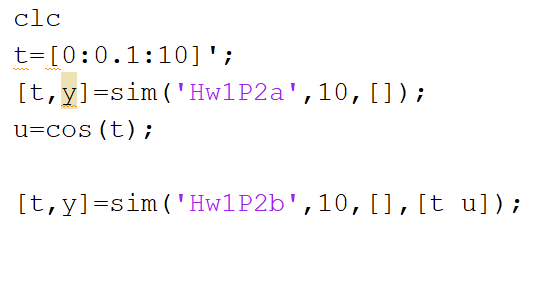 clc
t=[0:0.1:10]';
[t,y]=sim('Hw1P2a',10,[]);
u=cos(t);
[t,y]=sim('Hw1P2b',10,[],[t u]);